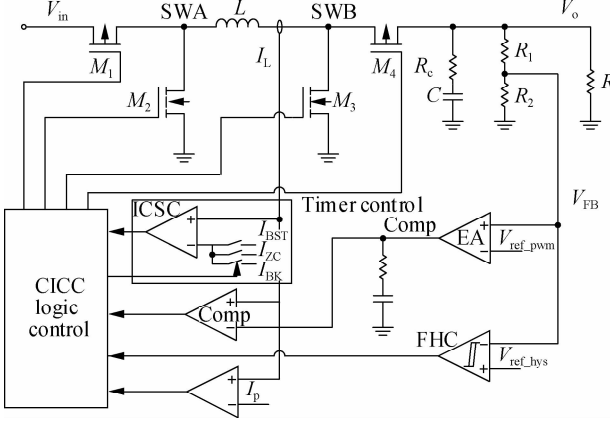 Vin SWA L SWB Vo
IL
M1 M4 Rc R1
M2 M3 C R2 R
ICSC Timer control VFB
+ IBST Comp + EA
− IZC Vref_pwm
IBK −
CICC
logic
control
+ Comp −
FHC −
Vref_hys
+
+ Ip
−